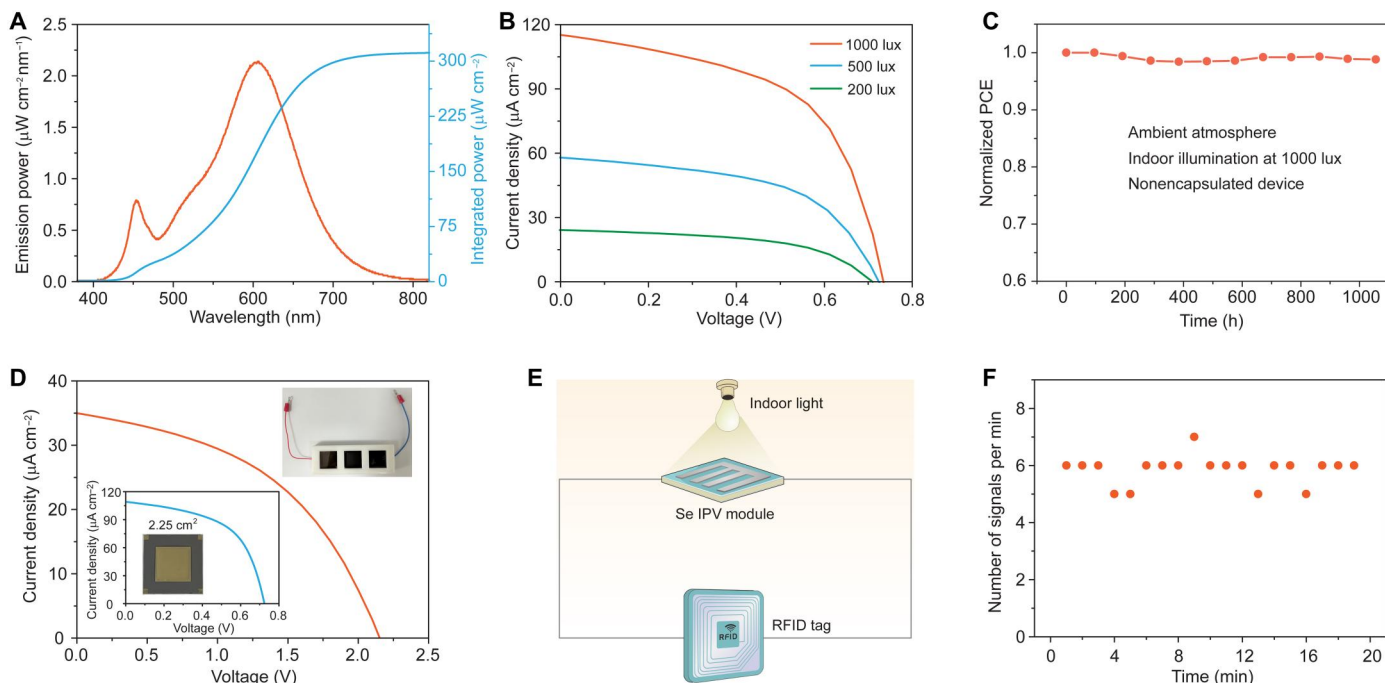 A
Emission power (μW cm⁻² nm⁻¹)
2.5
2.0
1.5
1.0
0.5
0.0
400 500 600 700 800
Wavelength (nm)
310
225
150
75
0
Integrated power (μW cm⁻²)
B
Current density (μA cm⁻²)
120
90
60
30
0
0.0 0.2 0.4 0.6 0.8
Voltage (V)
1000 lux
500 lux
200 lux
C
Normalized PCE
1.0
0.9
0.8
0.7
0.6
0 200 400 600 800 1000
Time (h)
Ambient atmosphere
Indoor illumination at 1000 lux
Nonencapsulated device
D
Current density (μA cm⁻²)
40
30
20
10
0
0.0 0.5 1.0 1.5 2.0 2.5
Voltage (V)
Current density (μA cm⁻²)
120
90
60
30
0
0.0 0.2 0.4 0.6 0.8
Voltage (V)
2.25 cm²
E
Indoor light
Se IPV module
RFID
RFID tag
F
Number of signals per min
8
6
4
2
0
0 4 8 12 16 20
Time (min)